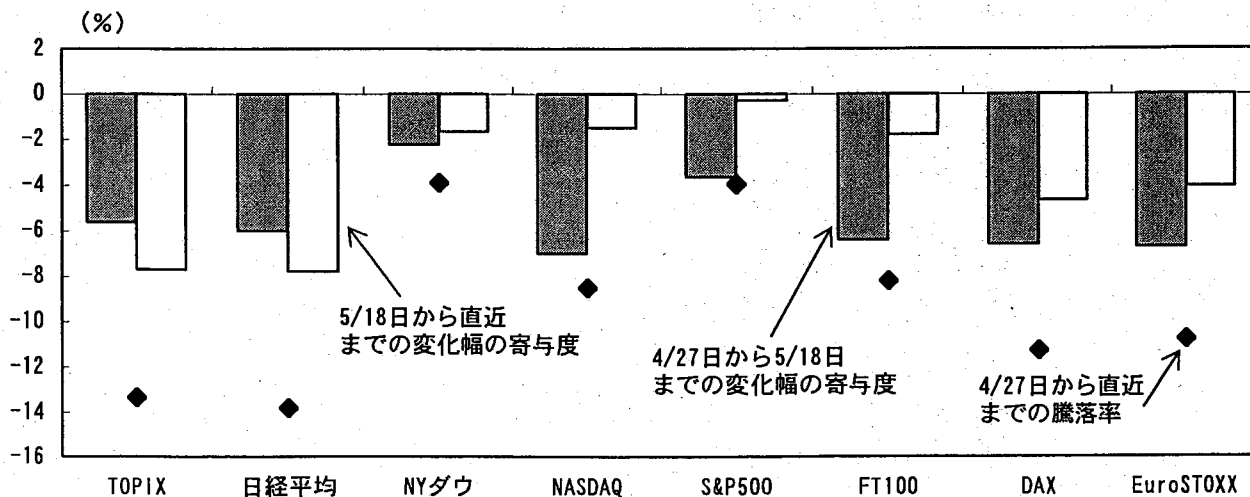 (%)
2
0
-2
-4
-6
-8
-10
-12
-14
-16
5/18日から直近
までの変化幅の寄与度
4/27日から5/18日
までの変化幅の寄与度
4/27日から直近
までの騰落率
TOPIX 日経平均 NYダウ NASDAQ S&P500 FT100 DAX EuroSTOXX